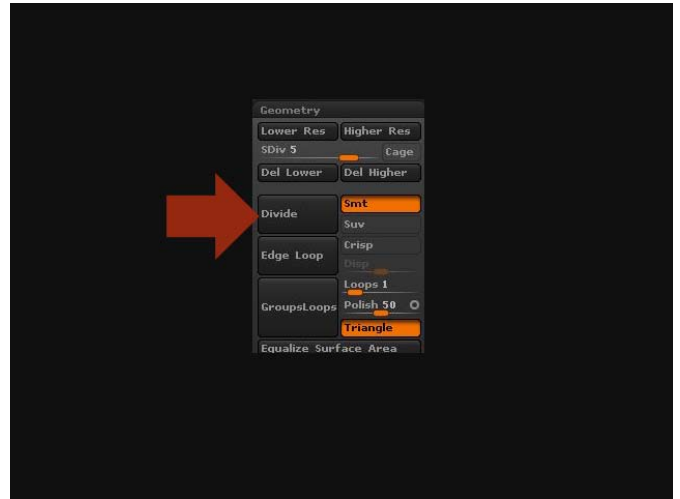 Geometry
Lower Res Higher Res
SDiv 5 Cage
Del Lower Del Higher
Divide
Smt
Suv
Edge Loop
Crisp
Disp
GroupsLoops
Loops 1
Polish 50
Triangle
Equalize Surface Area